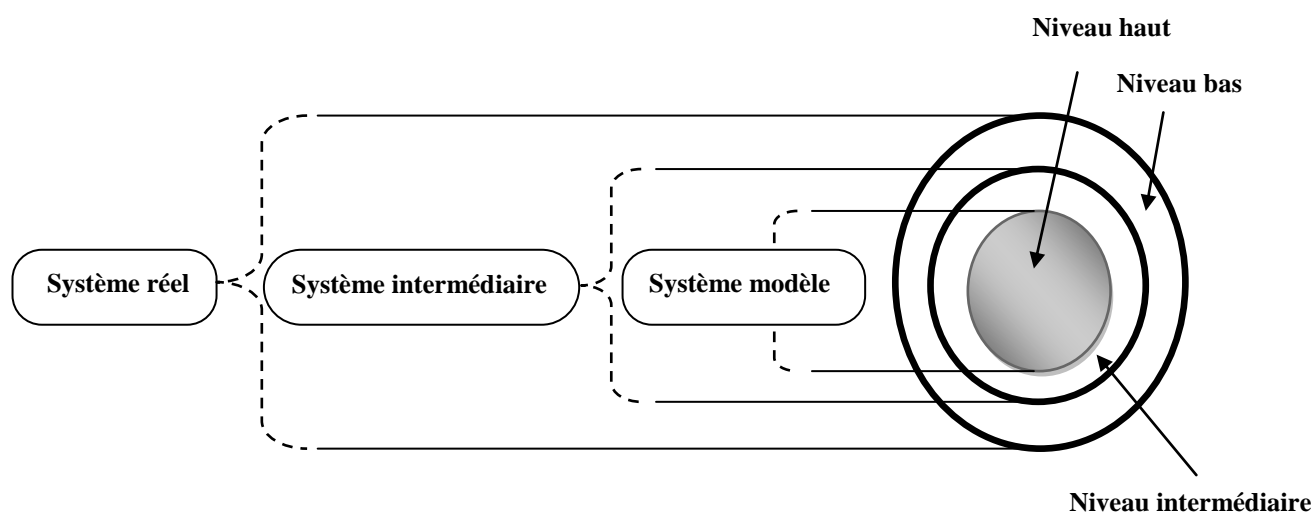 Niveau haut
Niveau bas
Système réel
Système intermédiaire
Système modèle
Niveau intermédiaire